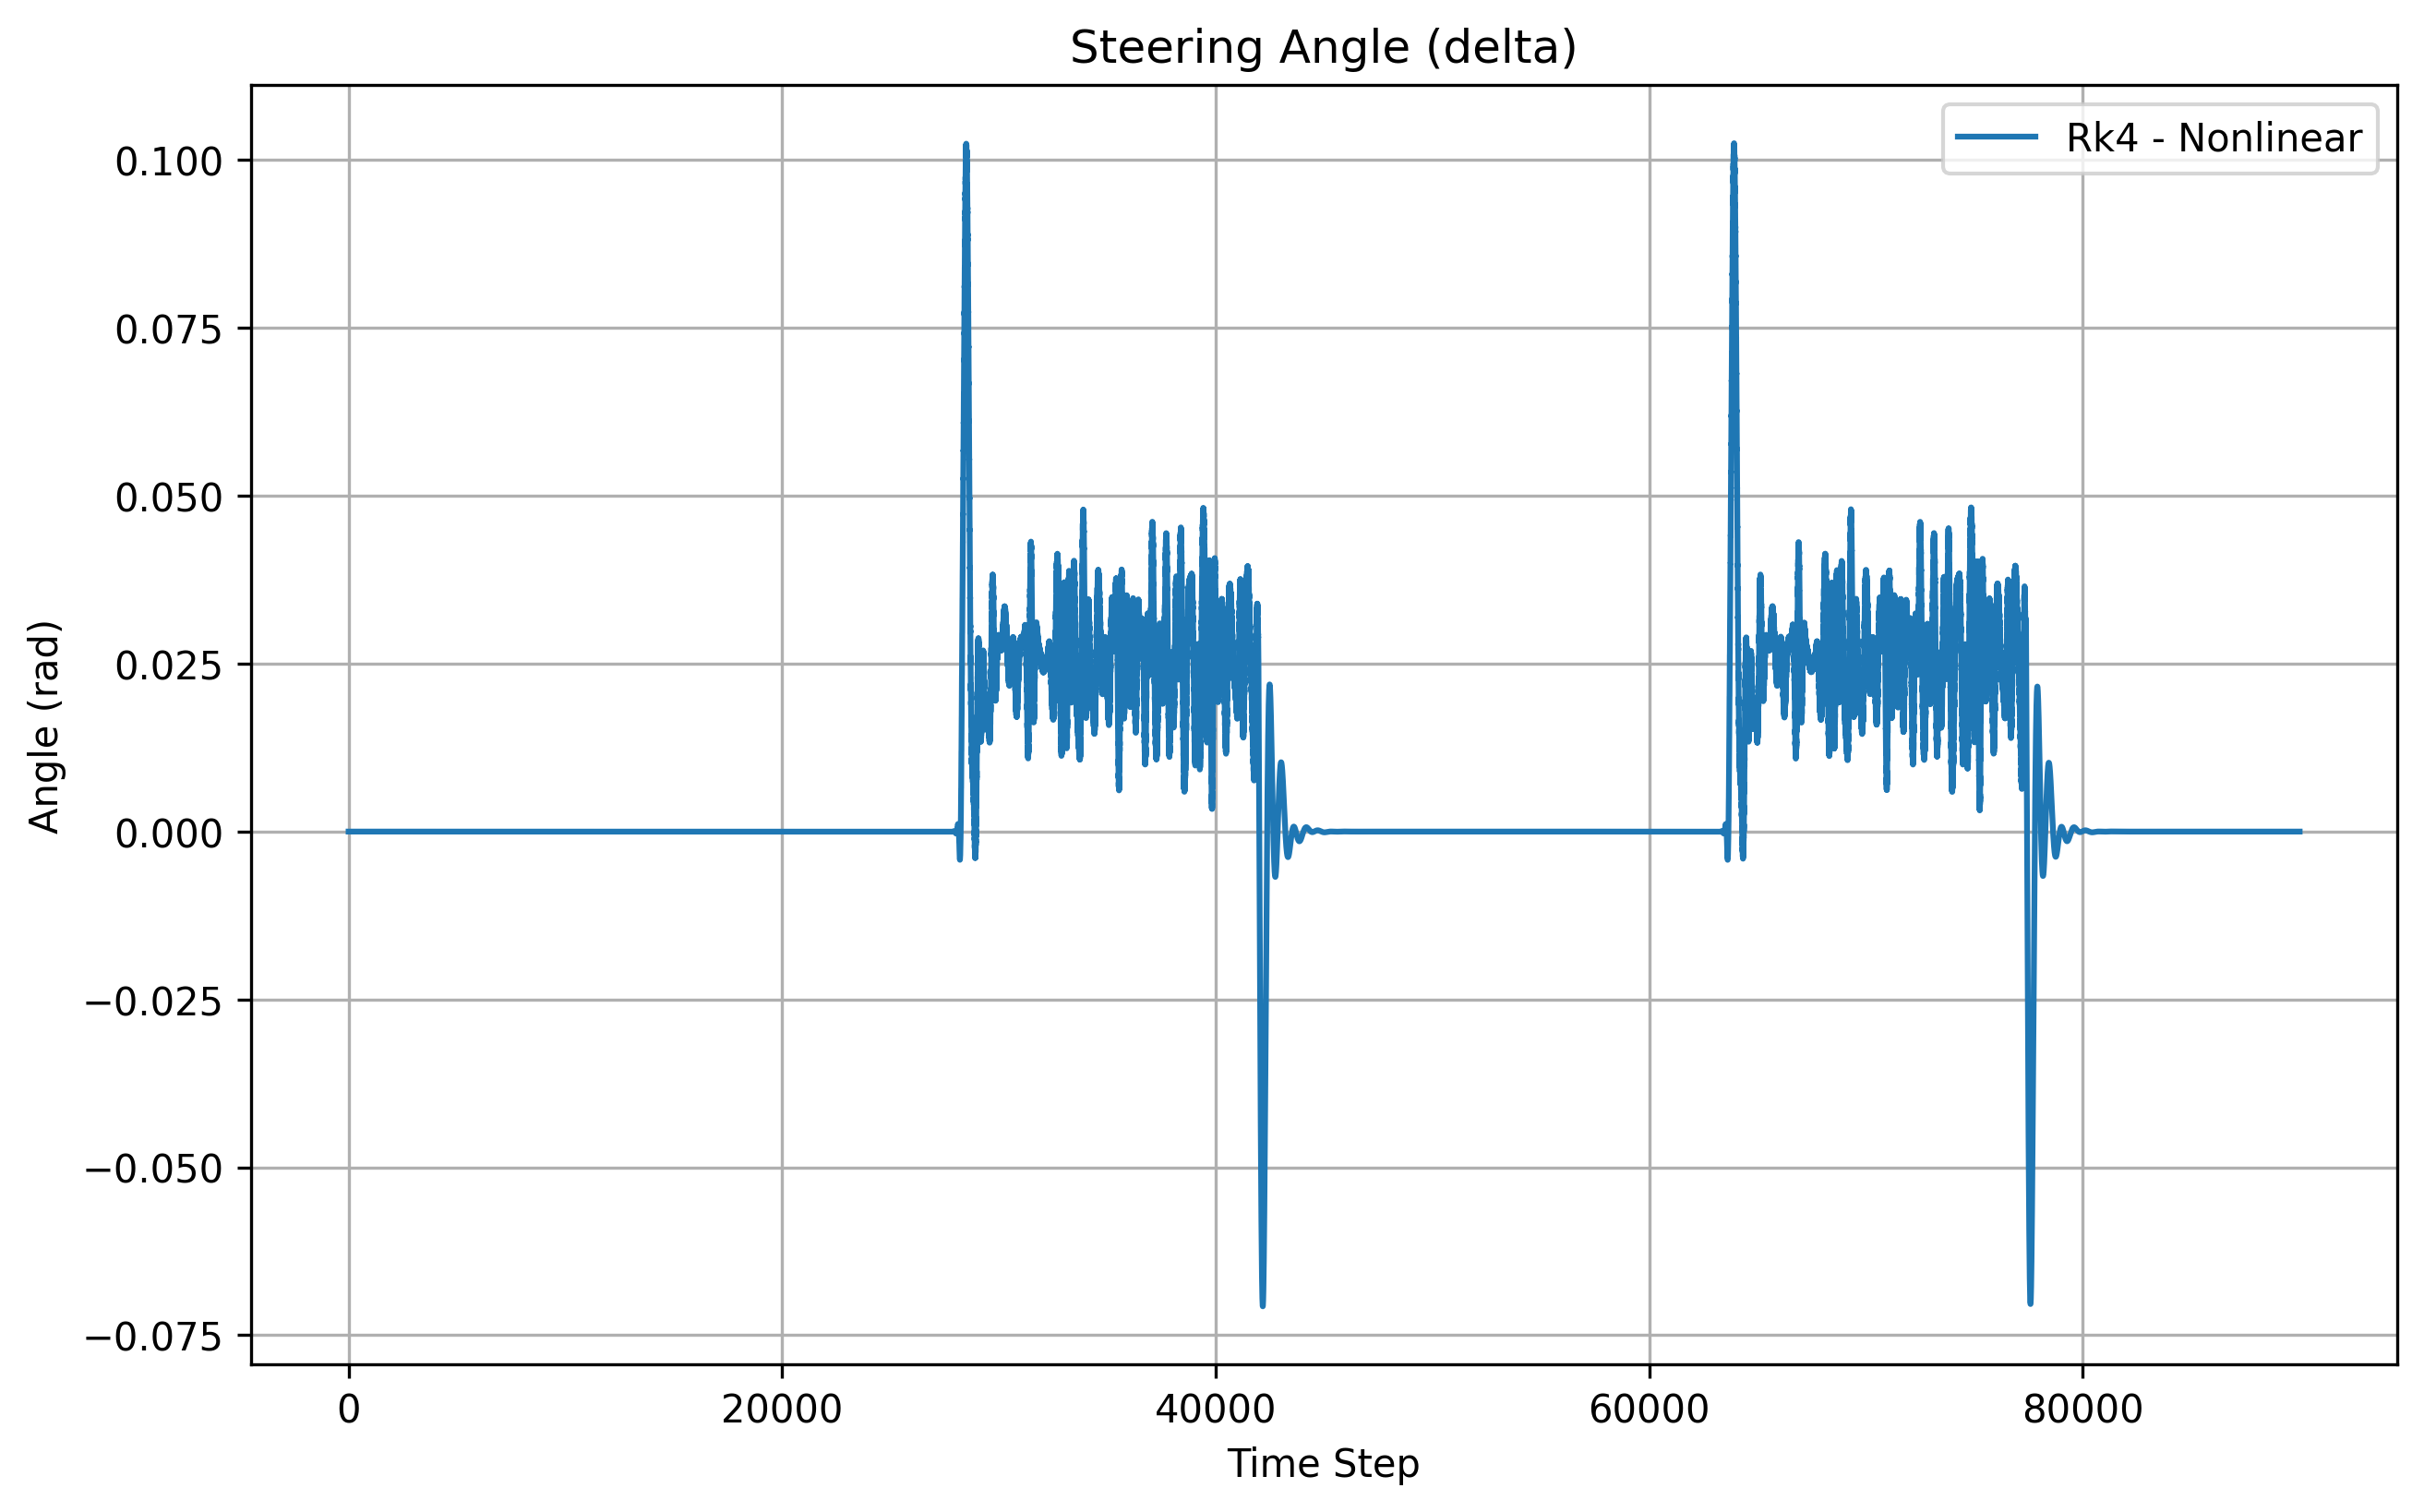 Steering Angle (delta)
Rk4 - Nonlinear
Angle (rad)
0.100
0.075
0.050
0.025
0.000
−0.025
−0.050
−0.075
0 20000 40000 60000 80000
Time Step